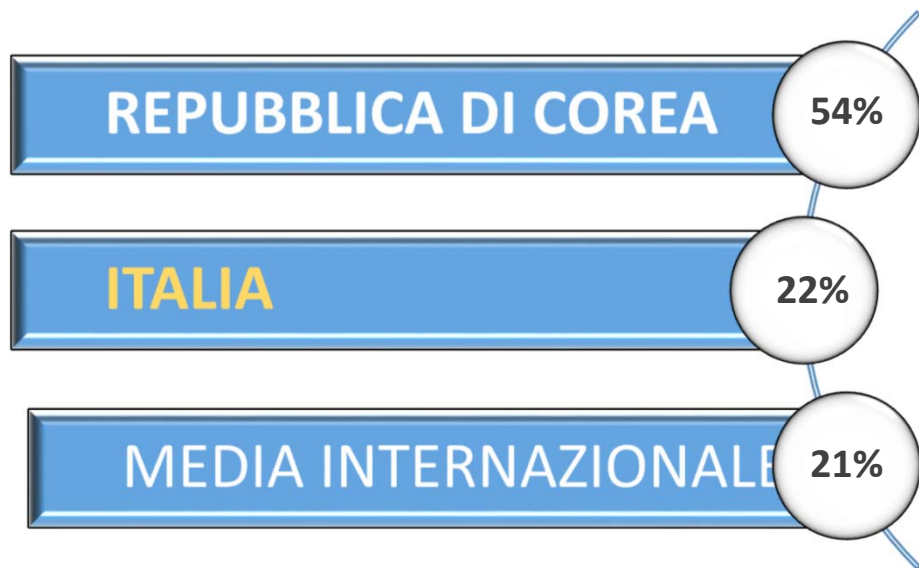 REPUBBLICA DI COREA 54%
ITALIA 22%
MEDIA INTERNAZIONALE 21%